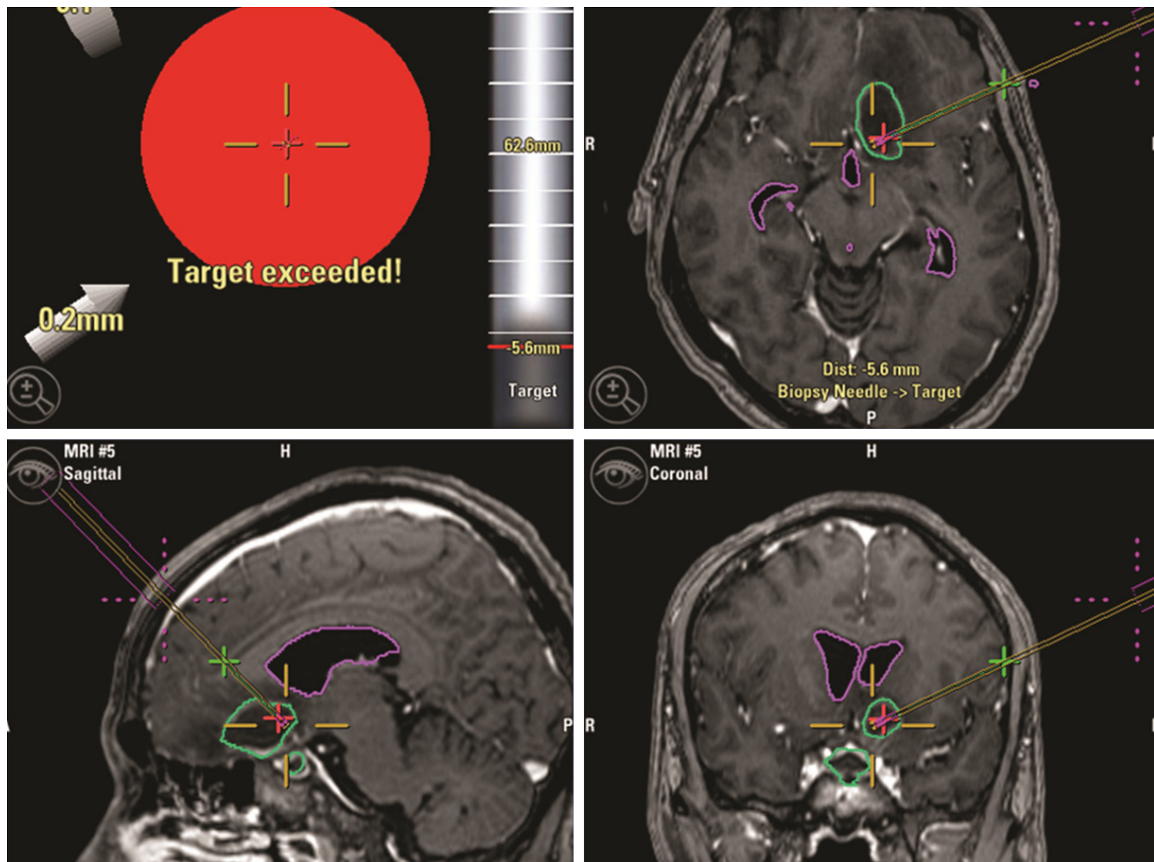 62.6mm
Target exceeded!
0.2mm
-5.6mm
Target
R
Dist: -5.6 mm
Biopsy Needle -> Target
P
MRI #5
Sagittal
H
P
MRI #5
Coronal
H
R